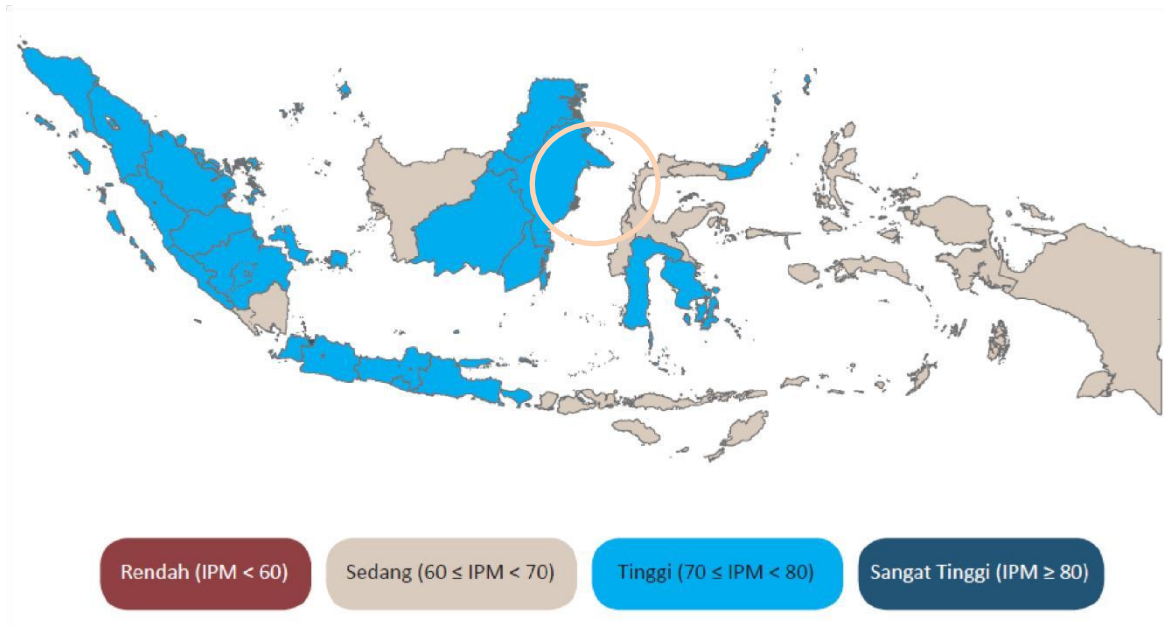 Rendah (IPM < 60)
Sedang (60 ≤ IPM < 70)
Tinggi (70 ≤ IPM < 80)
Sangat Tinggi (IPM ≥ 80)